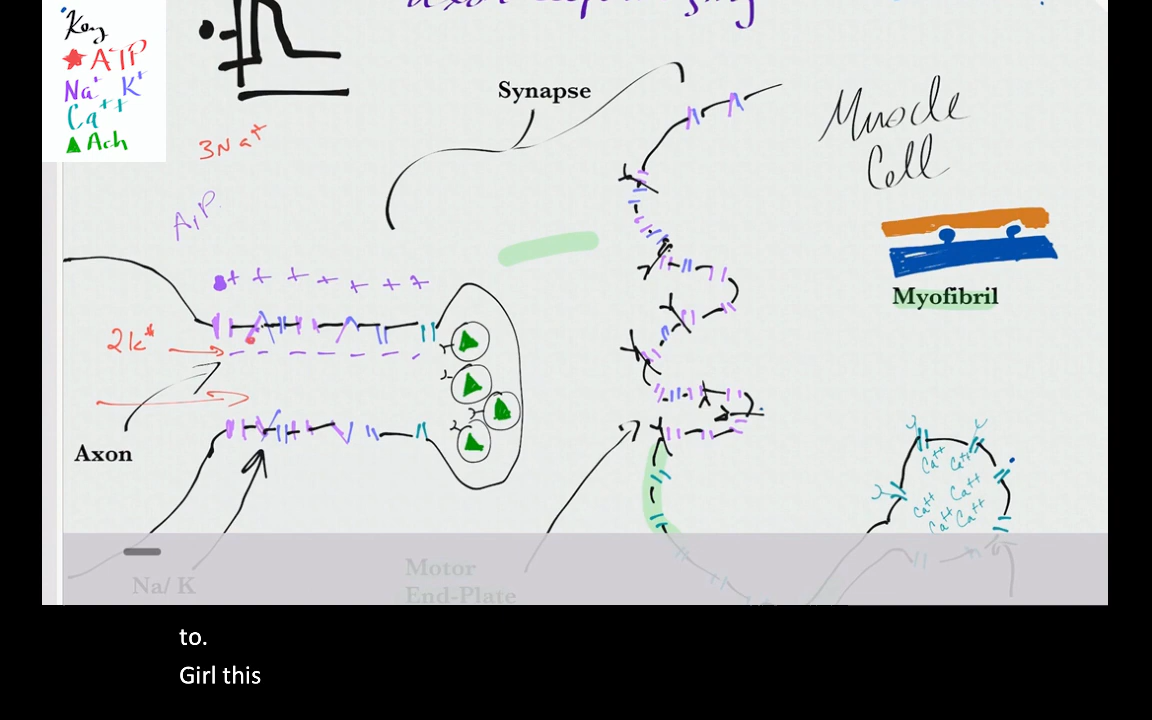 Key
ATP
Na+ K+
Ca++
Ach
Synapse
Muscle
Cell
3Na+
Myofibril
2K+
Axon
Ca++ Ca++
Ca++ Ca++
Ca++ Ca++
Na/ K
Motor
End-Plate
to.
Girl this